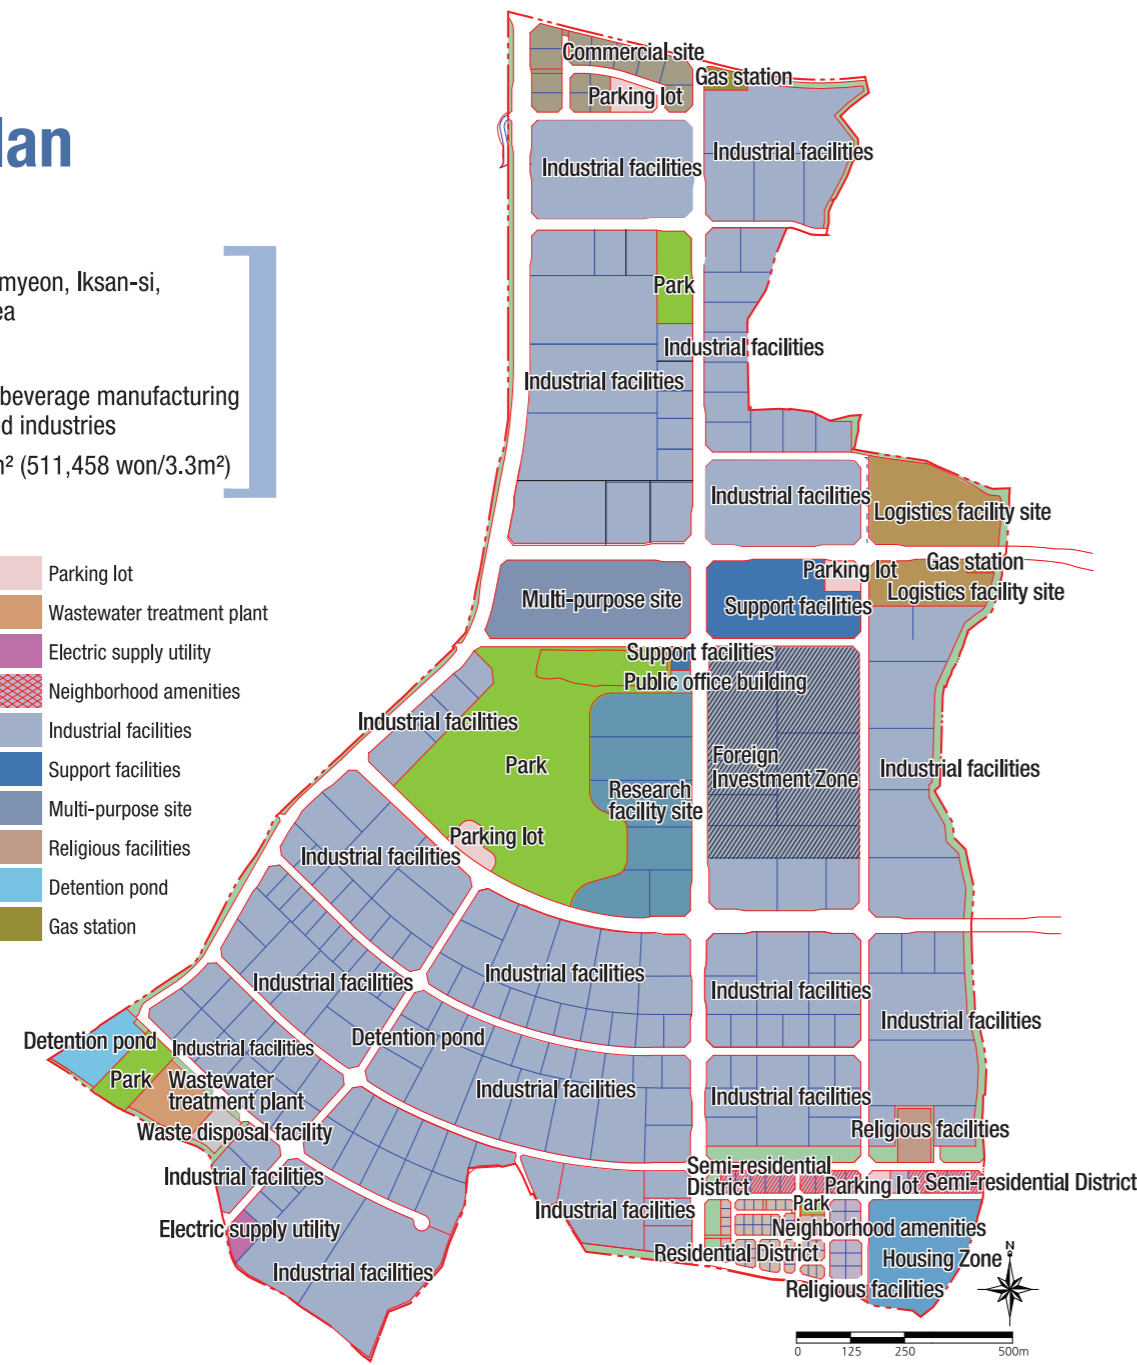 lan
myeon, Iksan-si,
ea
beverage manufacturing
ed industries
m² (511,458 won/3.3m²)
Parking lot
Wastewater treatment plant
Electric supply utility
Neighborhood amenities
Industrial facilities
Support facilities
Multi-purpose site
Religious facilities
Detention pond
Gas station
Commercial site
Gas station
Parking lot
Industrial facilities
Industrial facilities
Park
Industrial facilities
Industrial facilities
Industrial facilities
Logistics facility site
Gas station
Parking lot
Logistics facility site
Multi-purpose site
Support facilities
Support facilities
Public office building
Industrial facilities
Park
Foreign
Investment Zone
Industrial facilities
Research
facility site
Parking lot
Industrial facilities
Industrial facilities
Industrial facilities
Industrial facilities
Industrial facilities
Detention pond
Detention pond
Industrial facilities
Park
Wastewater
treatment plant
Industrial facilities
Industrial facilities
Waste disposal facility
Religious facilities
Industrial facilities
Semi-residential
District
Parking lot
Semi-residential District
Park
Industrial facilities
Neighborhood amenities
Electric supply utility
Residential District
Housing Zone
Industrial facilities
Religious facilities
N
0 125 250 500m